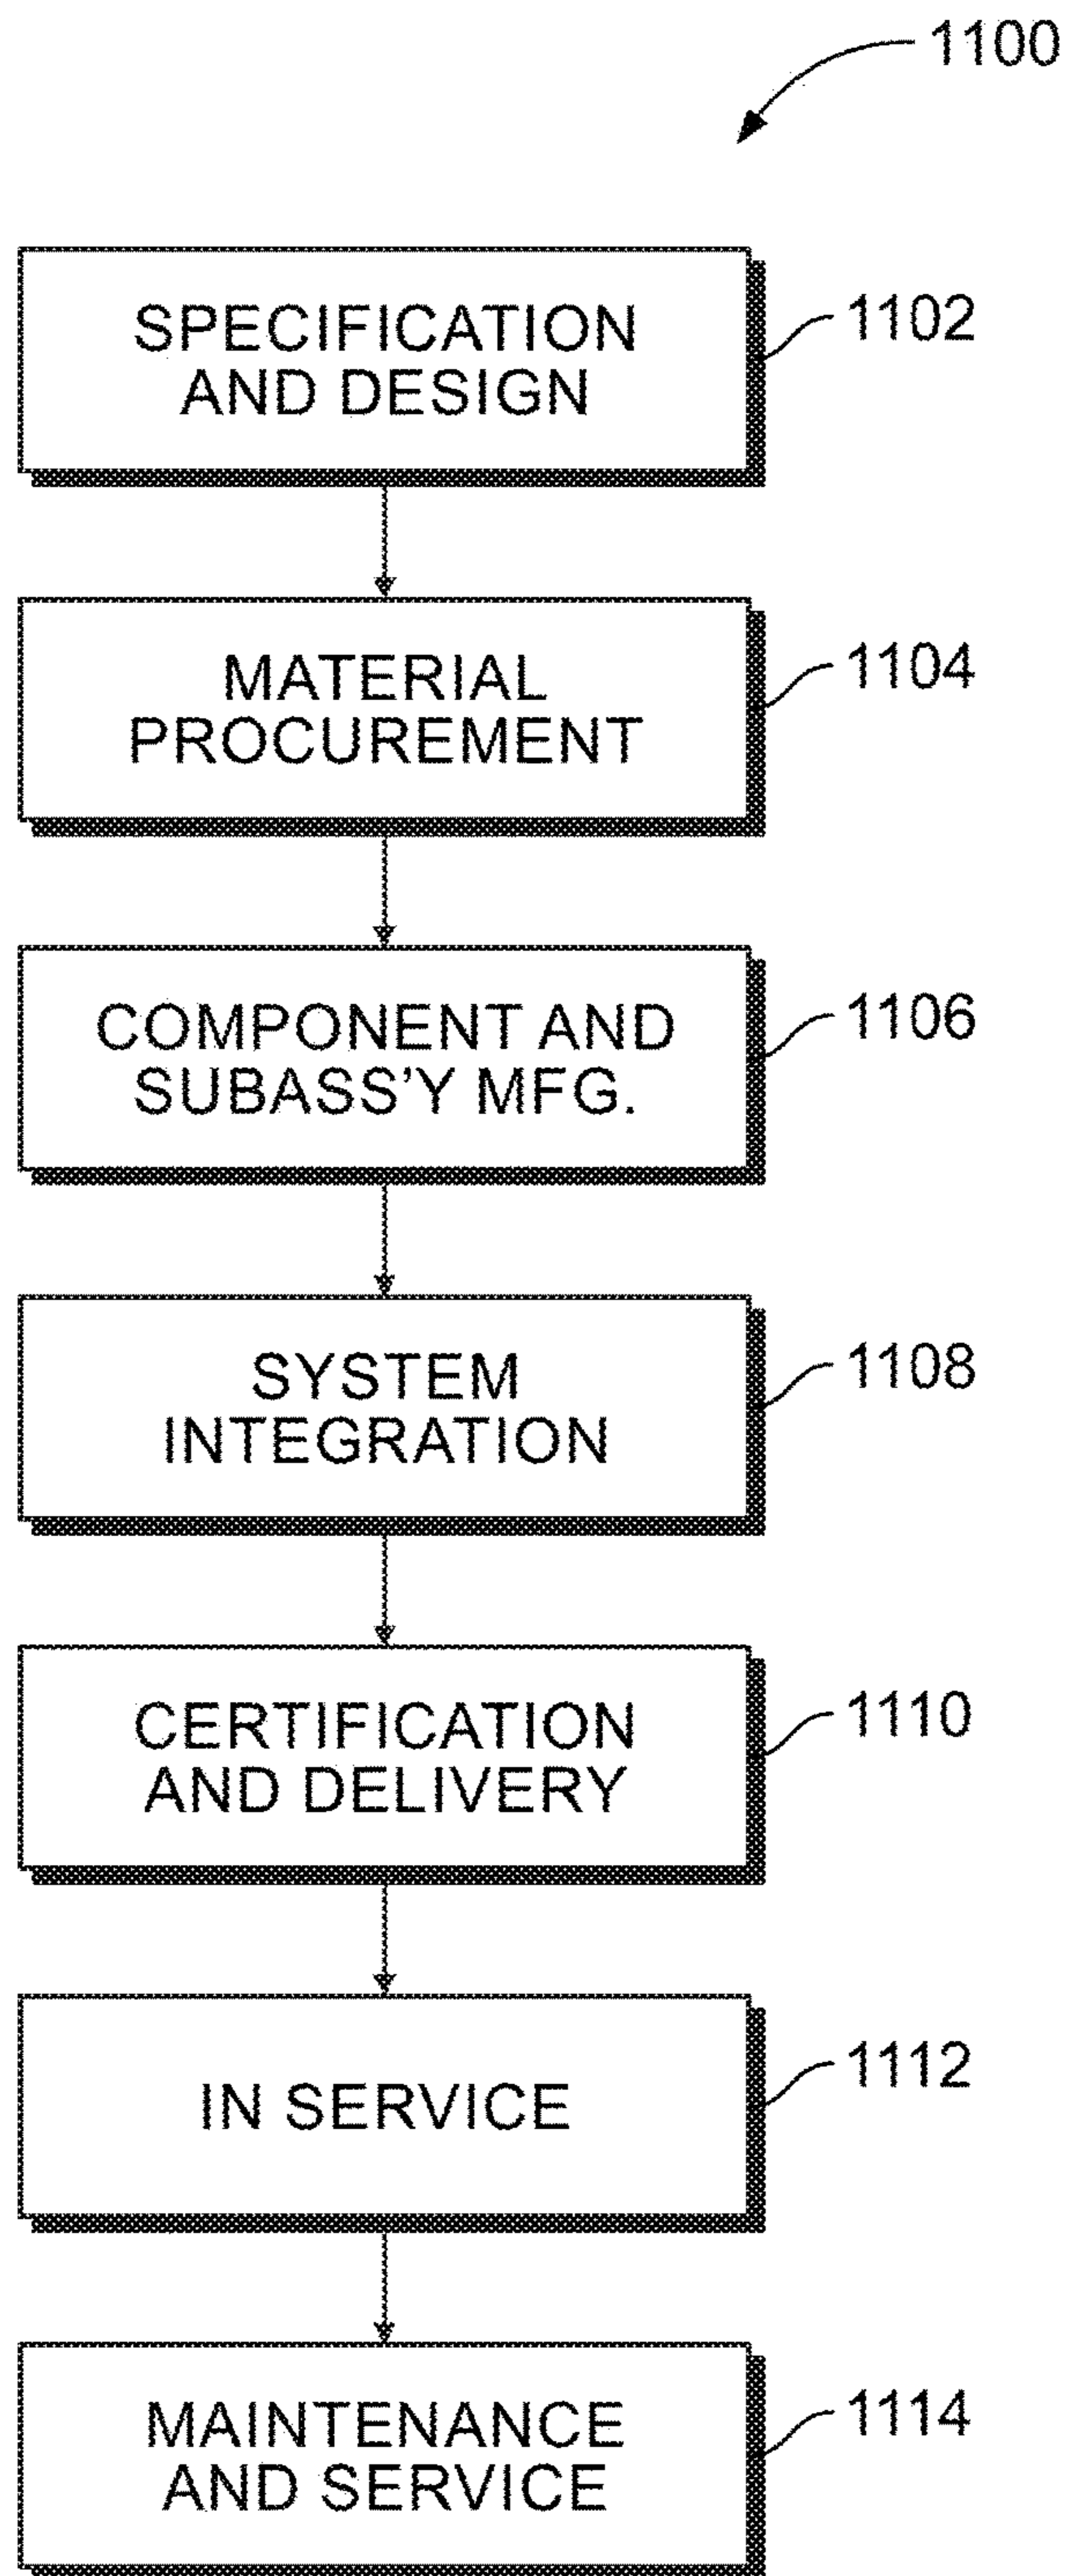 1100
SPECIFICATION
AND DESIGN
1102
MATERIAL
PROCUREMENT
1104
COMPONENT AND
SUBASS’Y MFG.
1106
SYSTEM
INTEGRATION
1108
CERTIFICATION
AND DELIVERY
1110
IN SERVICE
1112
MAINTENANCE
AND SERVICE
1114